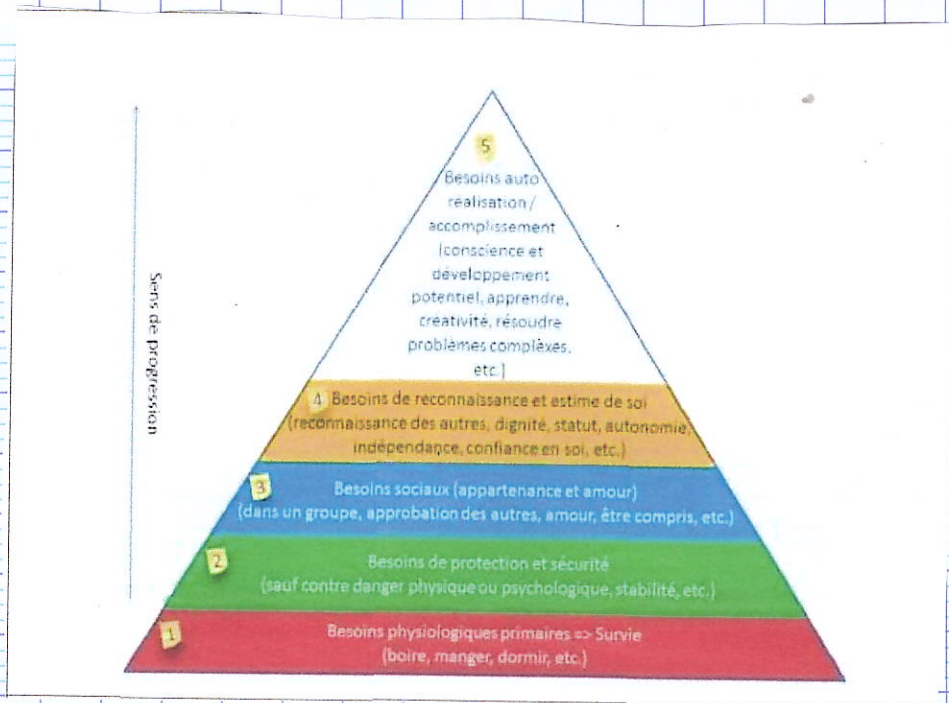 5
Besoins auto
réalisation/
accomplissement
(conscience et
développement
potentiel, apprendre,
créativité, résoudre
problèmes complèxes,
etc.)
4 Besoins de reconnaissance et estime de soi
(reconnaissance des autres, dignité, statut, autonomie,
indépendance, confiance en soi, etc.)
3 Besoins sociaux (appartenance et amour)
(dans un groupe, approbation des autres, amour, être compris, etc.)
2 Besoins de protection et sécurité
(sauf contre danger physique ou psychologique, stabilité, etc.)
1 Besoins physiologiques primaires => Survie
(boire, manger, dormir, etc.)
Sens de progression